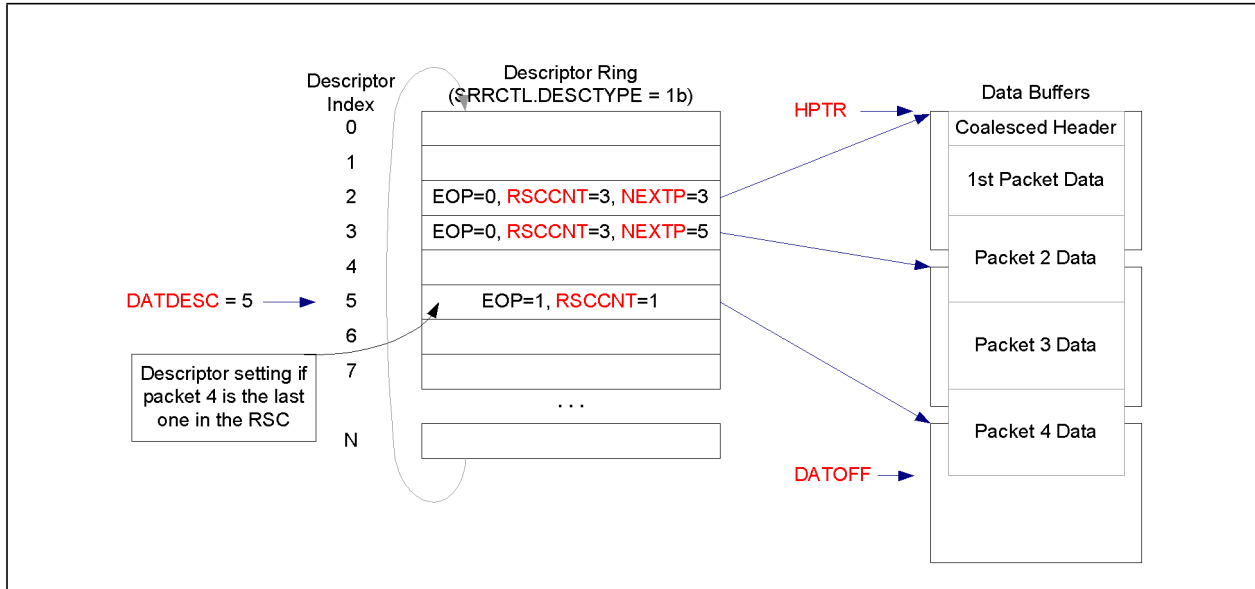 Descriptor
Index
Descriptor Ring
(SRRCTL.DESCTYPE = 1b)
Data Buffers
HPTR
0
1
2
3
4
5
6
7
N
EOP=0, RSCCNT=3, NEXTP=3
EOP=0, RSCCNT=3, NEXTP=5
EOP=1, RSCCNT=1
. . .
DATDESC = 5
Descriptor setting if
packet 4 is the last
one in the RSC
Coalesced Header
1st Packet Data
Packet 2 Data
Packet 3 Data
Packet 4 Data
DATOFF